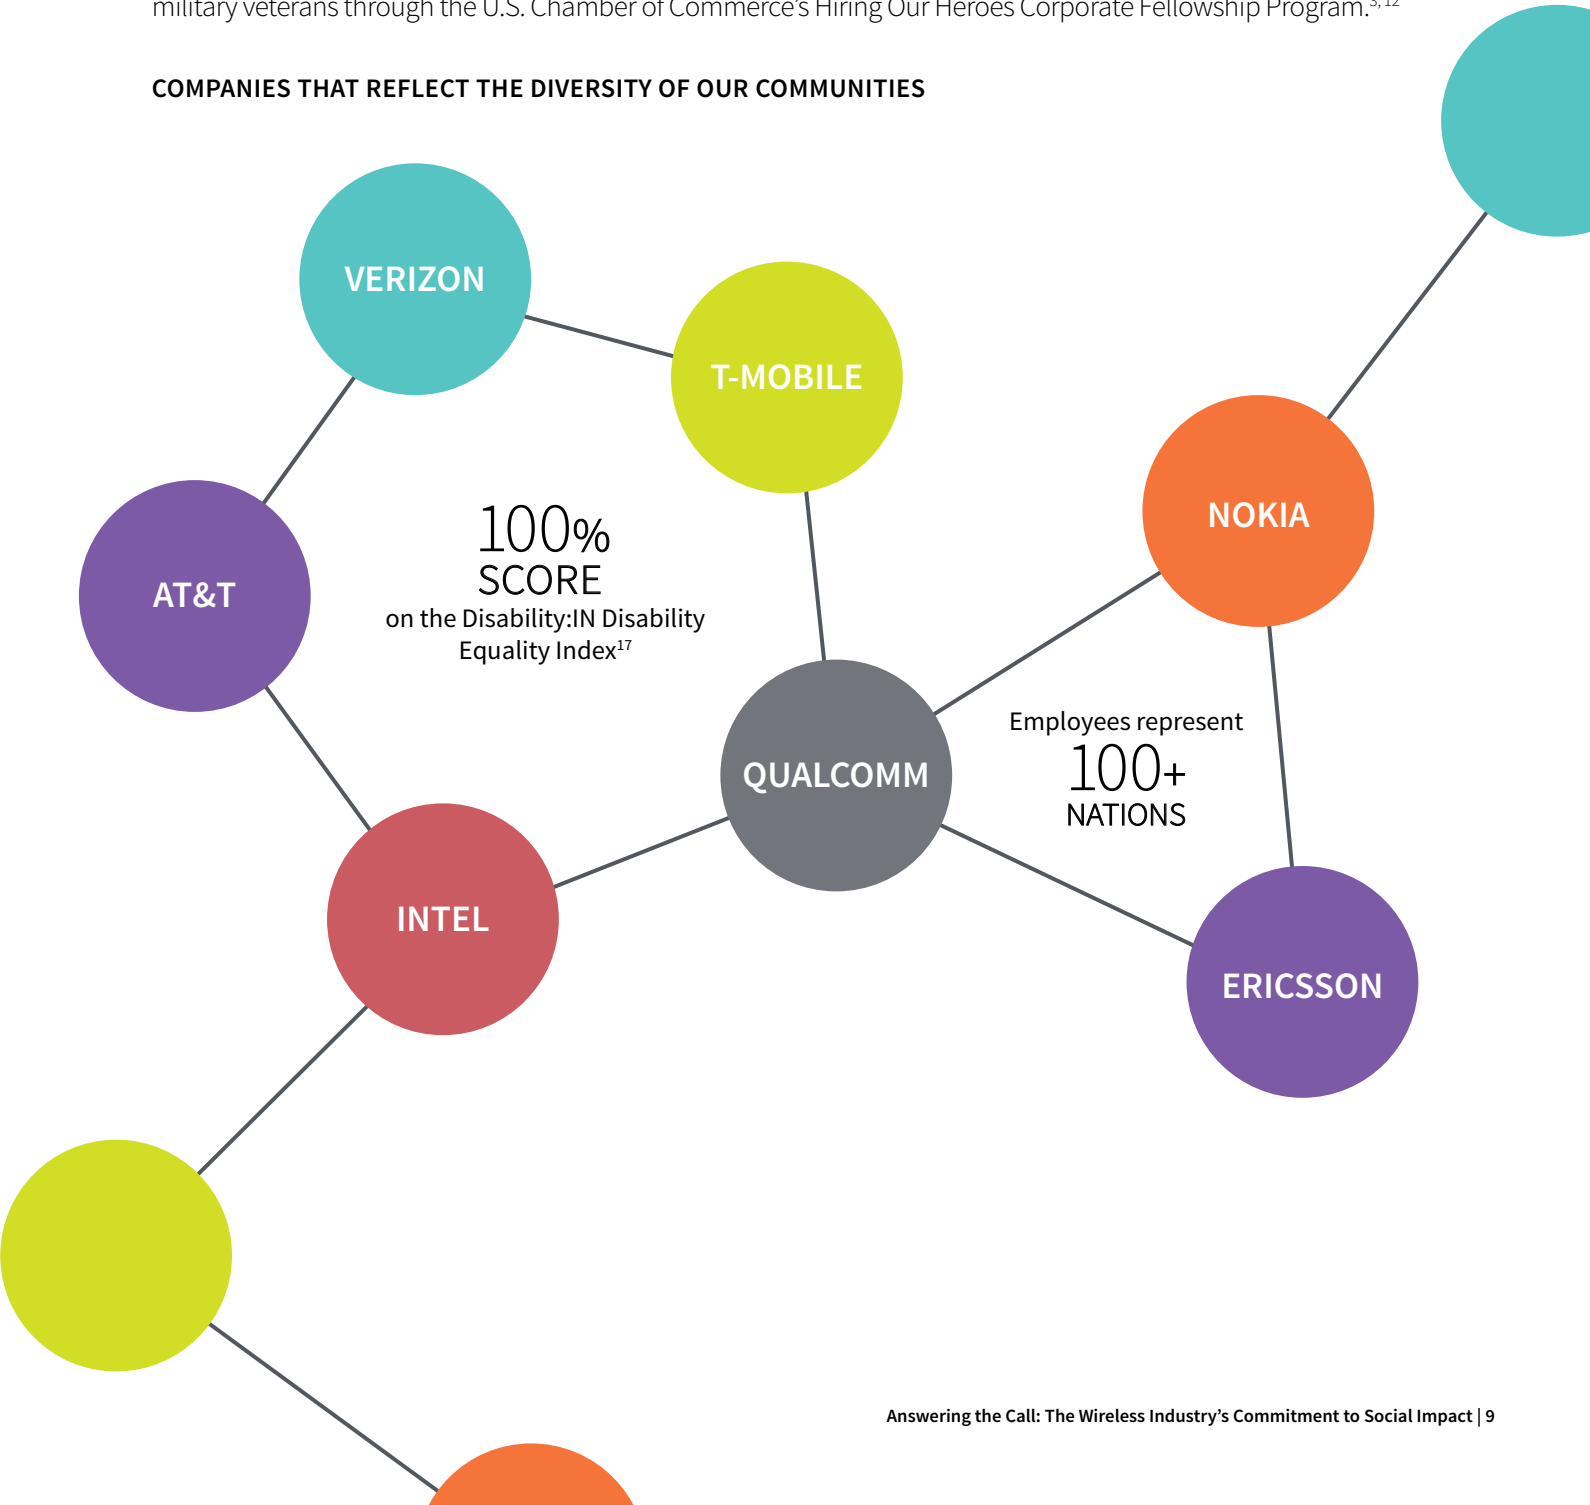 military veterans through the U.S. Chamber of Commerce's Hiring Our Heroes Corporate Fellowship Program.3, 12
COMPANIES THAT REFLECT THE DIVERSITY OF OUR COMMUNITIES
VERIZON
T-MOBILE
AT&T
100%
SCORE
on the Disability:IN Disability
Equality Index17
INTEL
QUALCOMM
NOKIA
Employees represent
100+
NATIONS
ERICSSON
Answering the Call: The Wireless Industry's Commitment to Social Impact | 9